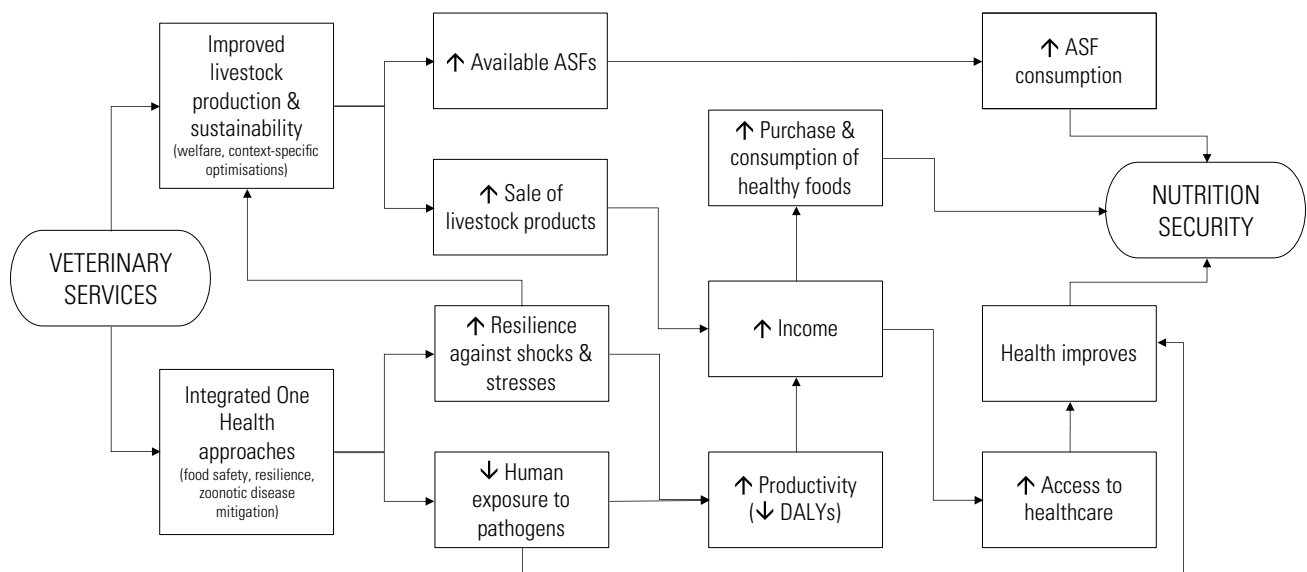 Improved
livestock
production &
sustainability
(welfare, context-specific
optimisations)
↑ Available ASFs
↑ ASF
consumption
↑ Purchase &
consumption of
healthy foods
↑ Sale of
livestock products
NUTRITION
SECURITY
VETERINARY
SERVICES
↑ Resilience
against shocks &
stresses
↑ Income
Health improves
Integrated One
Health
approaches
(food safety, resilience,
zoonotic disease
mitigation)
↓ Human
exposure to
pathogens
↑ Productivity
(↓ DALYs)
↑ Access to
healthcare